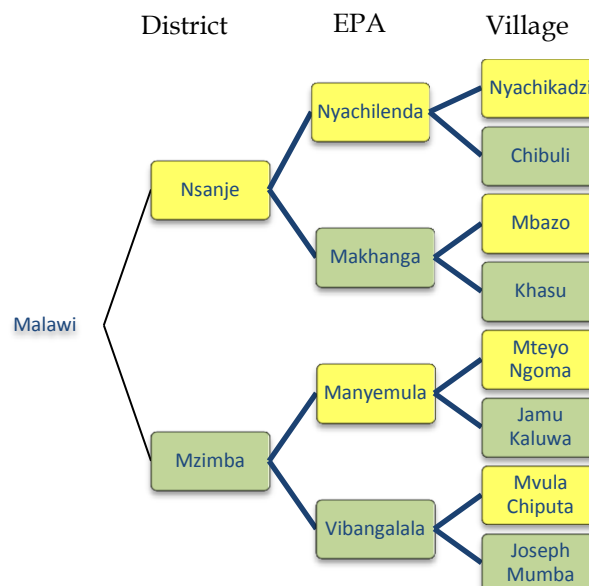 District EPA Village
Nyachikadzi
Nyachilenda
Chibuli
Nsanje
Mbazo
Makhanga
Khasu
Malawi
Mteyo
Ngoma
Manyemula
Jamu
Kaluwa
Mzimba
Mvula
Chiputa
Vibangalala
Joseph
Mumba